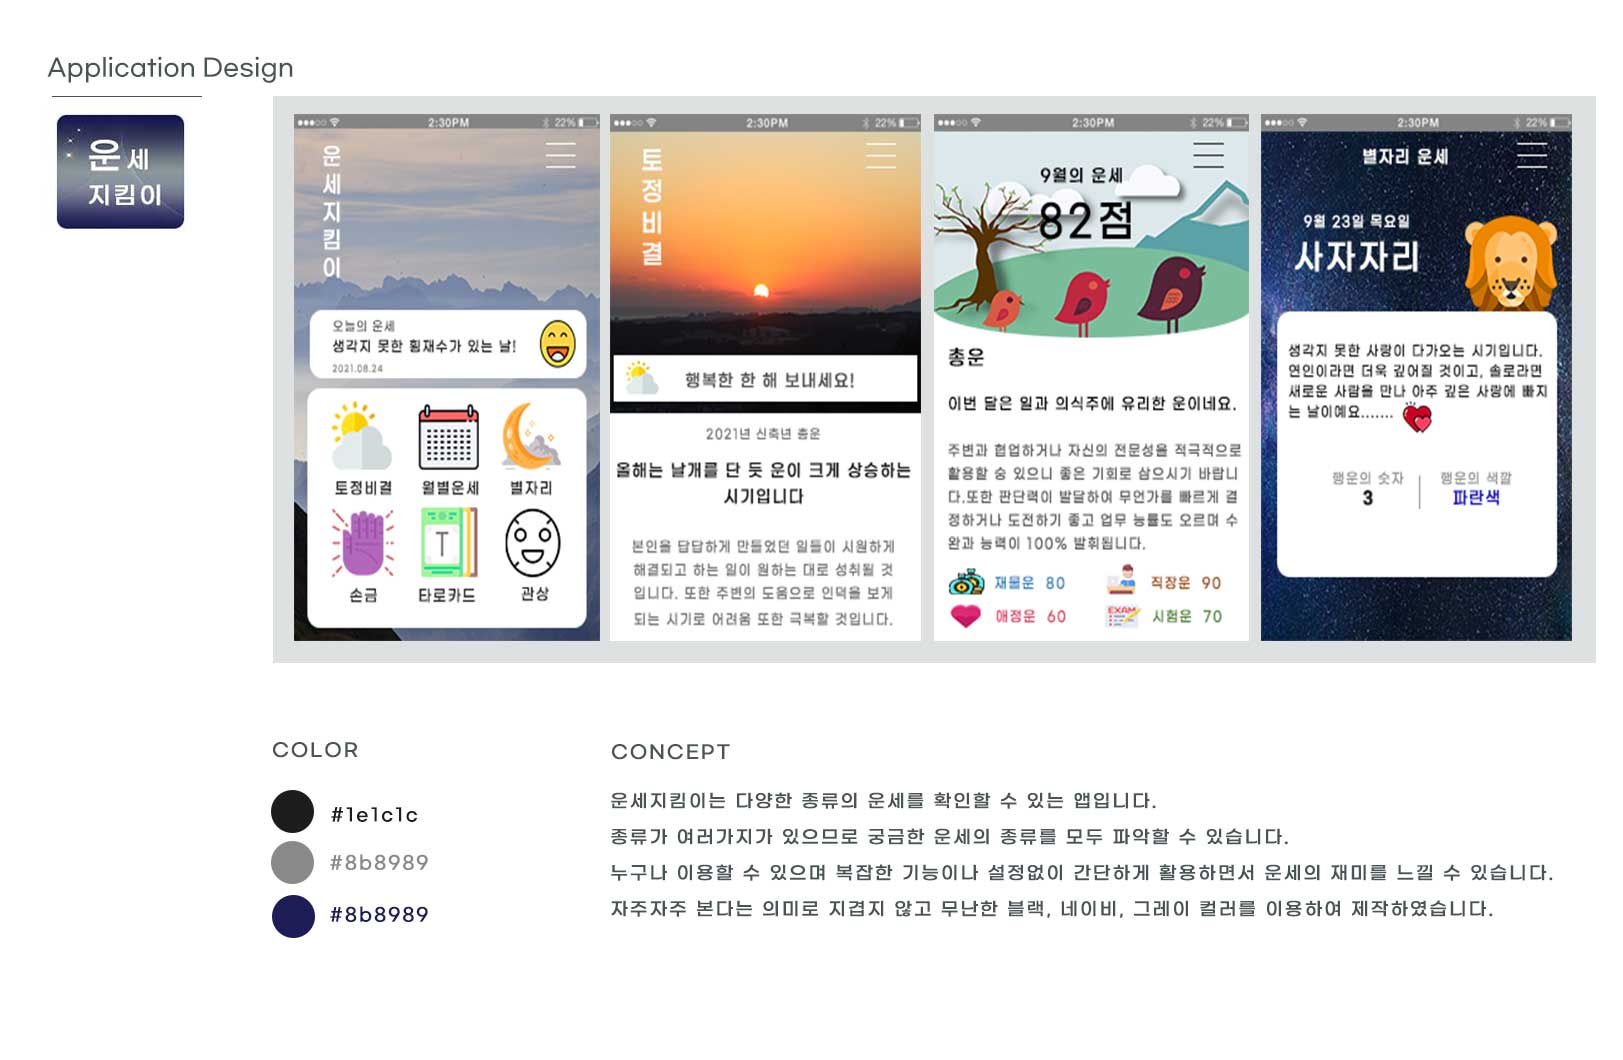 Application Design
운세
지킴이
2:30PM
22%
운세지킴이
오늘의 운세
생각지 못한 횡재수가 있는 날!
2021.08.24
토정비결
월별운세
별자리
T
손금
타로카드
관상
2:30PM
22%
토정비결
행복한 한 해 보내세요!
2021년 신축년 총운
올해는 날개를 단 듯 운이 크게 상승하는
시기입니다
본인을 답답하게 만들었던 일들이 시원하게
해결되고 하는 일이 원하는 대로 성취될 것
입니다. 또한 주변의 도움으로 인덕을 보게
되는 시기로 어려움 또한 극복할 것입니다.
2:30PM
22%
9월의 운세
82점
총운
이번 달은 일과 의식주에 유리한 운이네요.
주변과 협업하거나 자신의 전문성을 적극적으로
활용할 숭 있으니 좋은 기회로 삼으시기 바랍니
다.또한 판단력이 발달하여 무언가를 빠르게 결
정하거나 도전하기 좋고 업무 능률도 오르며 수
완과 능력이 100% 발휘됩니다.
재물운 80
직장운 90
애정운 60
EXAM
시험운 70
2:30PM
22%
별자리 운세
9월 23일 목요일
사자자리
생각지 못한 사랑이 다가오는 시기입니다.
연인이라면 더욱 깊어질 것이고, 솔로라면
새로운 사람을 만나 아주 깊은 사랑에 빠지
는 날이예요.......
행운의 숫자
3
행운의 색깔
파란색
COLOR
#1e1c1c
#8b8989
#8b8989
CONCEPT
운세지킴이는 다양한 종류의 운세를 확인할 수 있는 앱입니다.
종류가 여러가지가 있으므로 궁금한 운세의 종류를 모두 파악할 수 있습니다.
누구나 이용할 수 있으며 복잡한 기능이나 설정없이 간단하게 활용하면서 운세의 재미를 느낄 수 있습니다.
자주자주 본다는 의미로 지겹지 않고 무난한 블랙, 네이비, 그레이 컬러를 이용하여 제작하였습니다.